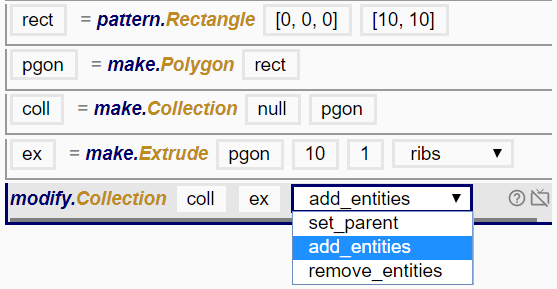 rect = pattern.Rectangle [0, 0, 0] [10, 10]
pgon = make.Polygon rect
coll = make.Collection null pgon
ex = make.Extrude pgon 10 1 ribs
modify.Collection coll ex add_entities
set_parent
add_entities
remove_entities